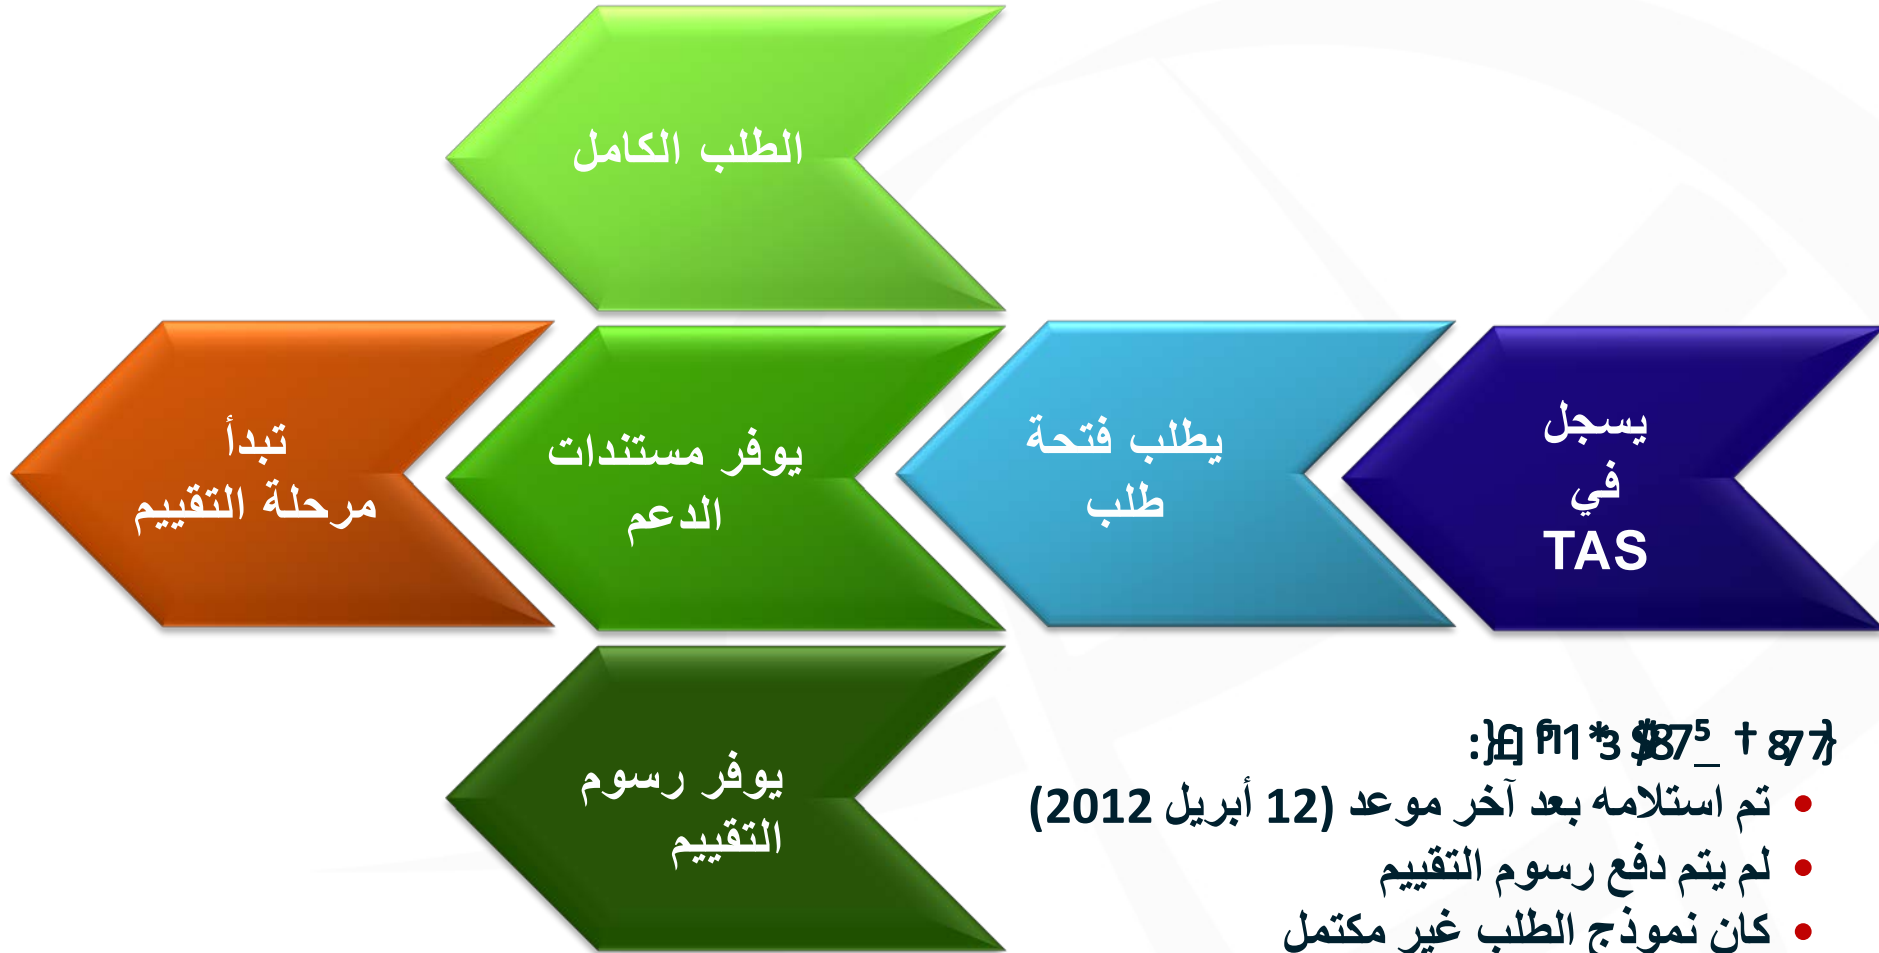 الطلب الكامل
يسجل
في
TAS
يطلب فتحة
طلب
يوفر مستندات
الدعم
تبدأ
مرحلة التقييم
يوفر رسوم
التقييم
تم استلامه بعد آخر موعد (12 أبريل 2012)
لم يتم دفع رسوم التقييم
كان نموذج الطلب غير مكتمل